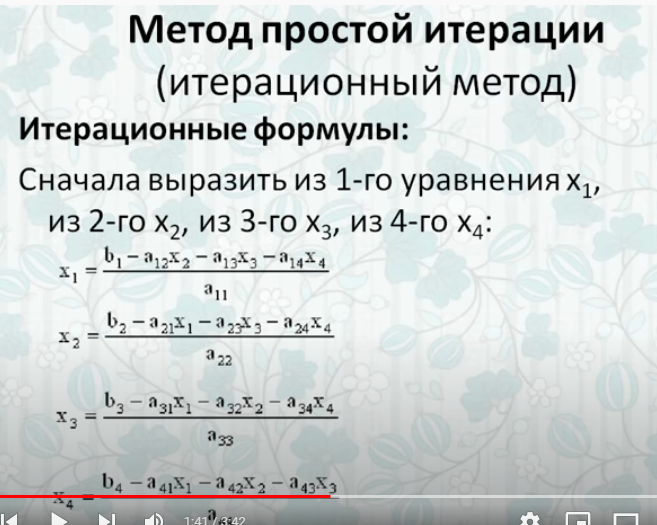 Метод простой итерации
(итерационный метод)
Итерационные формулы:
Сначала выразить из 1-го уравнения x₁,
из 2-го x₂, из 3-го x₃, из 4-го x₄:
x₁ = (b₁ − a₁₂x₂ − a₁₃x₃ − a₁₄x₄) / a₁₁
x₂ = (b₂ − a₂₁x₁ − a₂₃x₃ − a₂₄x₄) / a₂₂
x₃ = (b₃ − a₃₁x₁ − a₃₂x₂ − a₃₄x₄) / a₃₃
x₄ = b₄ − a₄₁x₁ − a₄₂x₂ − a₄₃x₃
1:41 / 3:42